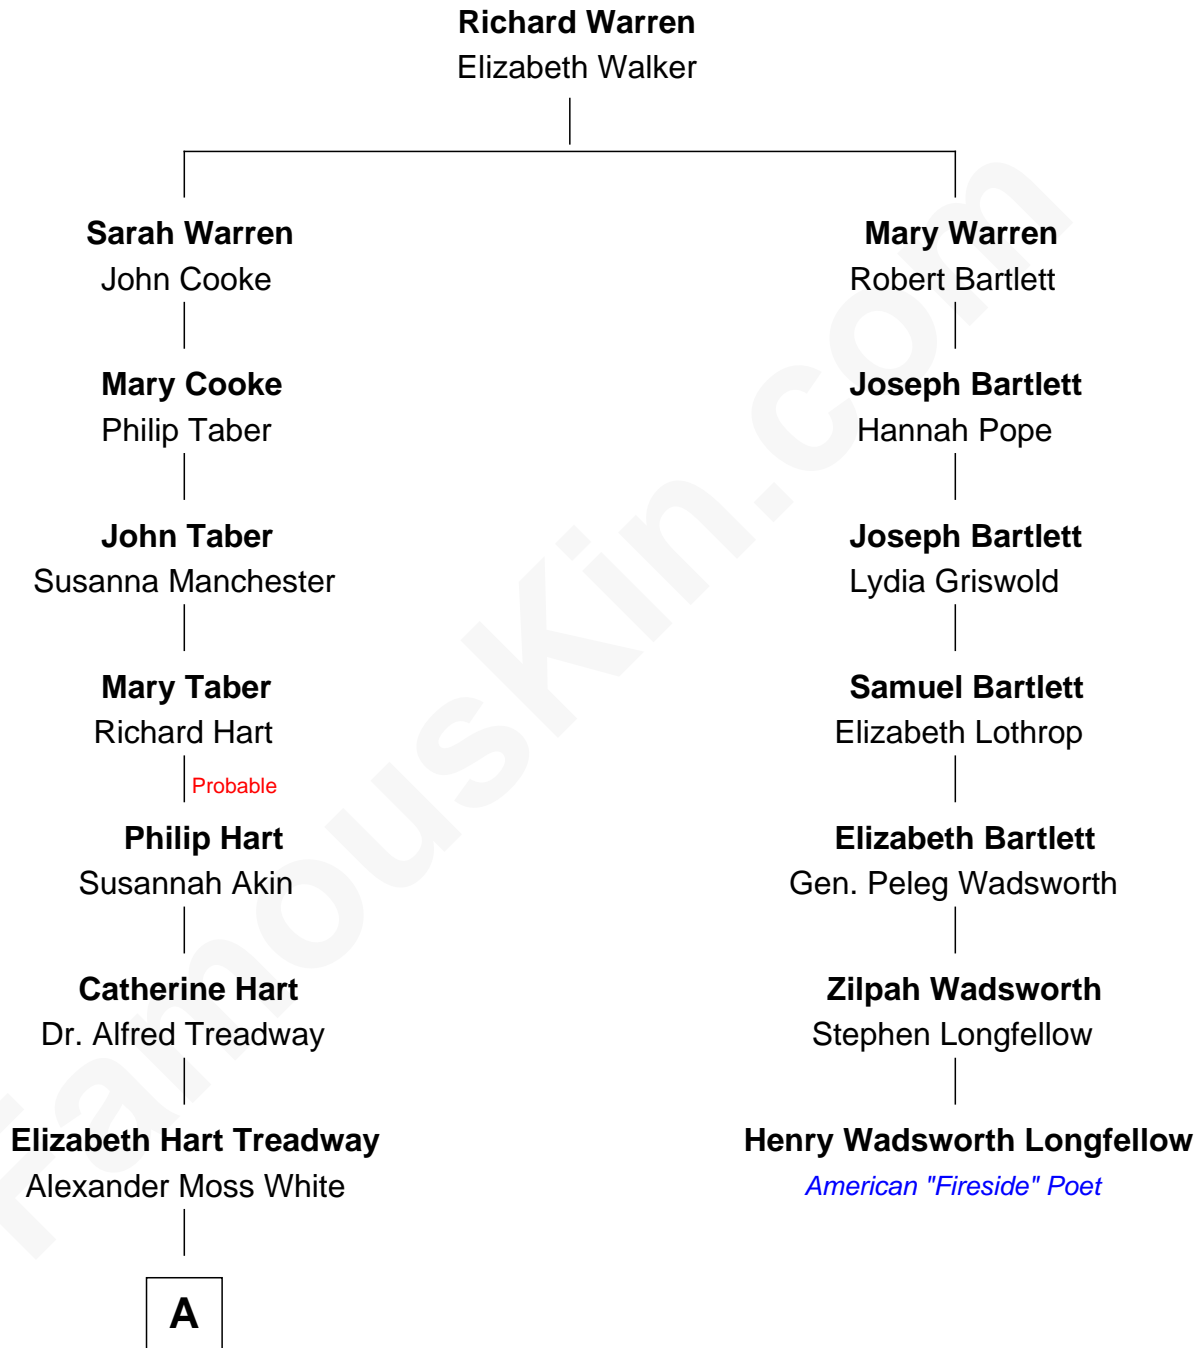 Richard Warren
Elizabeth Walker
Sarah Warren
John Cooke
Mary Warren
Robert Bartlett
Mary Cooke
Philip Taber
Joseph Bartlett
Hannah Pope
John Taber
Susanna Manchester
Joseph Bartlett
Lydia Griswold
Mary Taber
Richard Hart
Samuel Bartlett
Elizabeth Lothrop
Probable
Philip Hart
Susannah Akin
Elizabeth Bartlett
Gen. Peleg Wadsworth
Catherine Hart
Dr. Alfred Treadway
Zilpah Wadsworth
Stephen Longfellow
Elizabeth Hart Treadway
Alexander Moss White
Henry Wadsworth Longfellow
American "Fireside" Poet
A
FamousKin.com